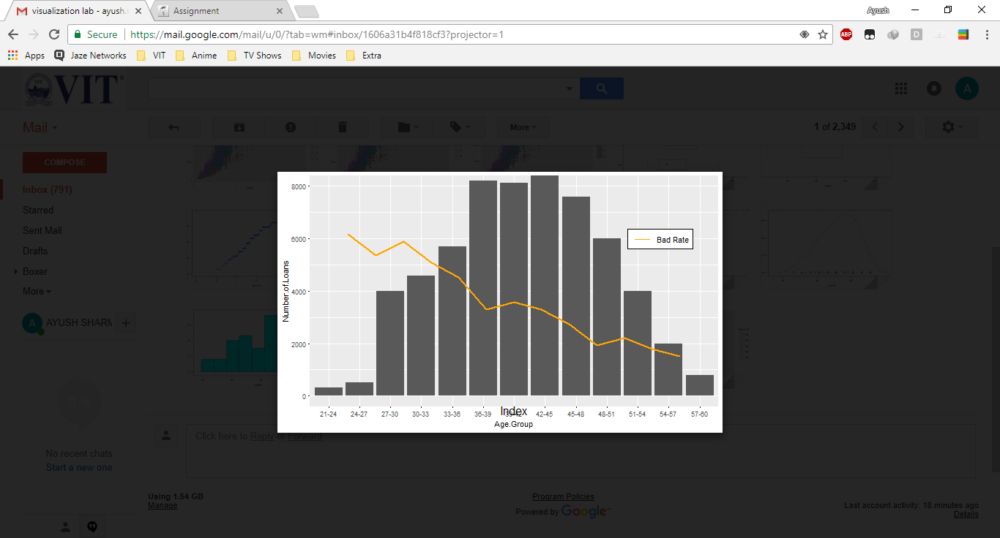 visualization lab - ayush.s
Assignment
Ayush
Secure
https://mail.google.com/mail/u/0/?tab=wm#inbox/1606a31b4f818cf3?projector=1
ABP
D
Apps
Jaze Networks
VIT
Anime
TV Shows
Movies
Extra
VIT
A
Mail
More
1 of 2,349
COMPOSE
Inbox (791)
Starred
Sent Mail
Drafts
Boxer
More
A
AYUSH SHARM
No recent chats
Start a new one
8000
6000
4000
2000
0
Number.of.Loans
Bad Rate
21-24 24-27 27-30 30-33 33-36 36-39 39-42 42-45 45-48 48-51 51-54 54-57 57-60
Index
Age.Group
Click here to Reply or Forward
Using 1.54 GB
Manage
Program Policies
Powered by Google™
Last account activity: 18 minutes ago
Details